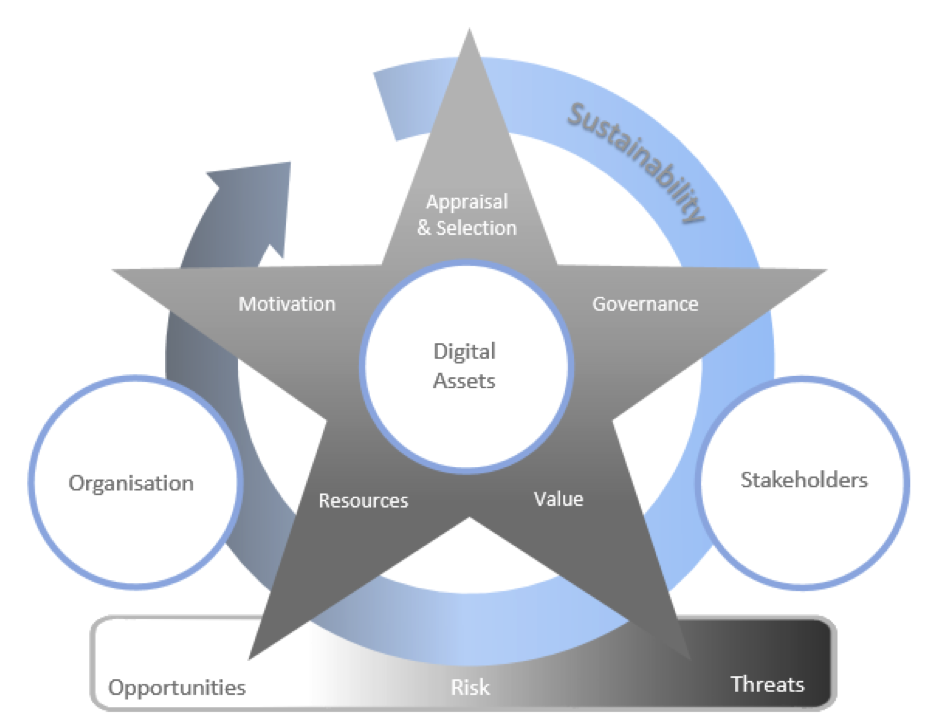 Sustainability
Appraisal
& Selection
Motivation
Governance
Digital
Assets
Organisation
Stakeholders
Resources
Value
Opportunities
Risk
Threats